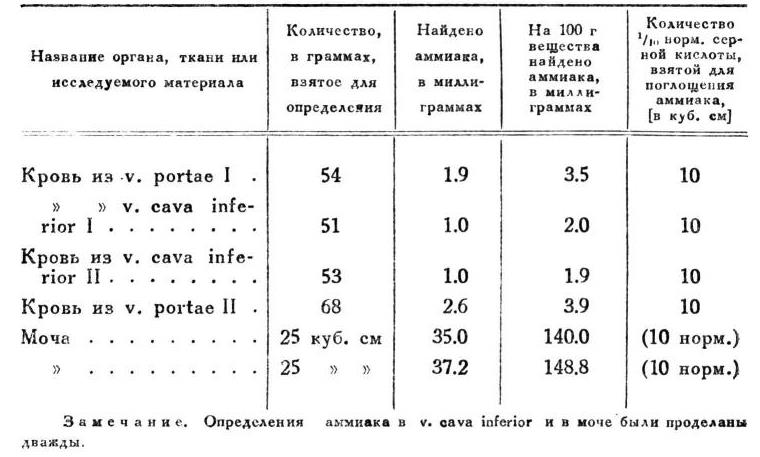 Название органа, ткани или исследуемого материала | Количество, в граммах, взятое для определения | Найдено аммиака, в миллиграммах | На 100 г вещества найдено аммиака, в миллиграммах | Количество 1/10 норм. серной кислоты, взятой для поглощения аммиака, [в куб. см]
Кровь из v. portae I . 54 1.9 3.5 10
» » v. cava infe-
rior I . . . . . . . . 51 1.0 2.0 10
Кровь из v. cava infe-
rior II . . . . . . . . 53 1.0 1.9 10
Кровь из v. portae II . 68 2.6 3.9 10
Моча . . . . . . . . . 25 куб. см 35.0 140.0 (10 норм.)
» . . . . . . . . . 25 » » 37.2 148.8 (10 норм.)
Замечание. Определения аммиака в v. cava inferior и в моче были проделаны
дважды.